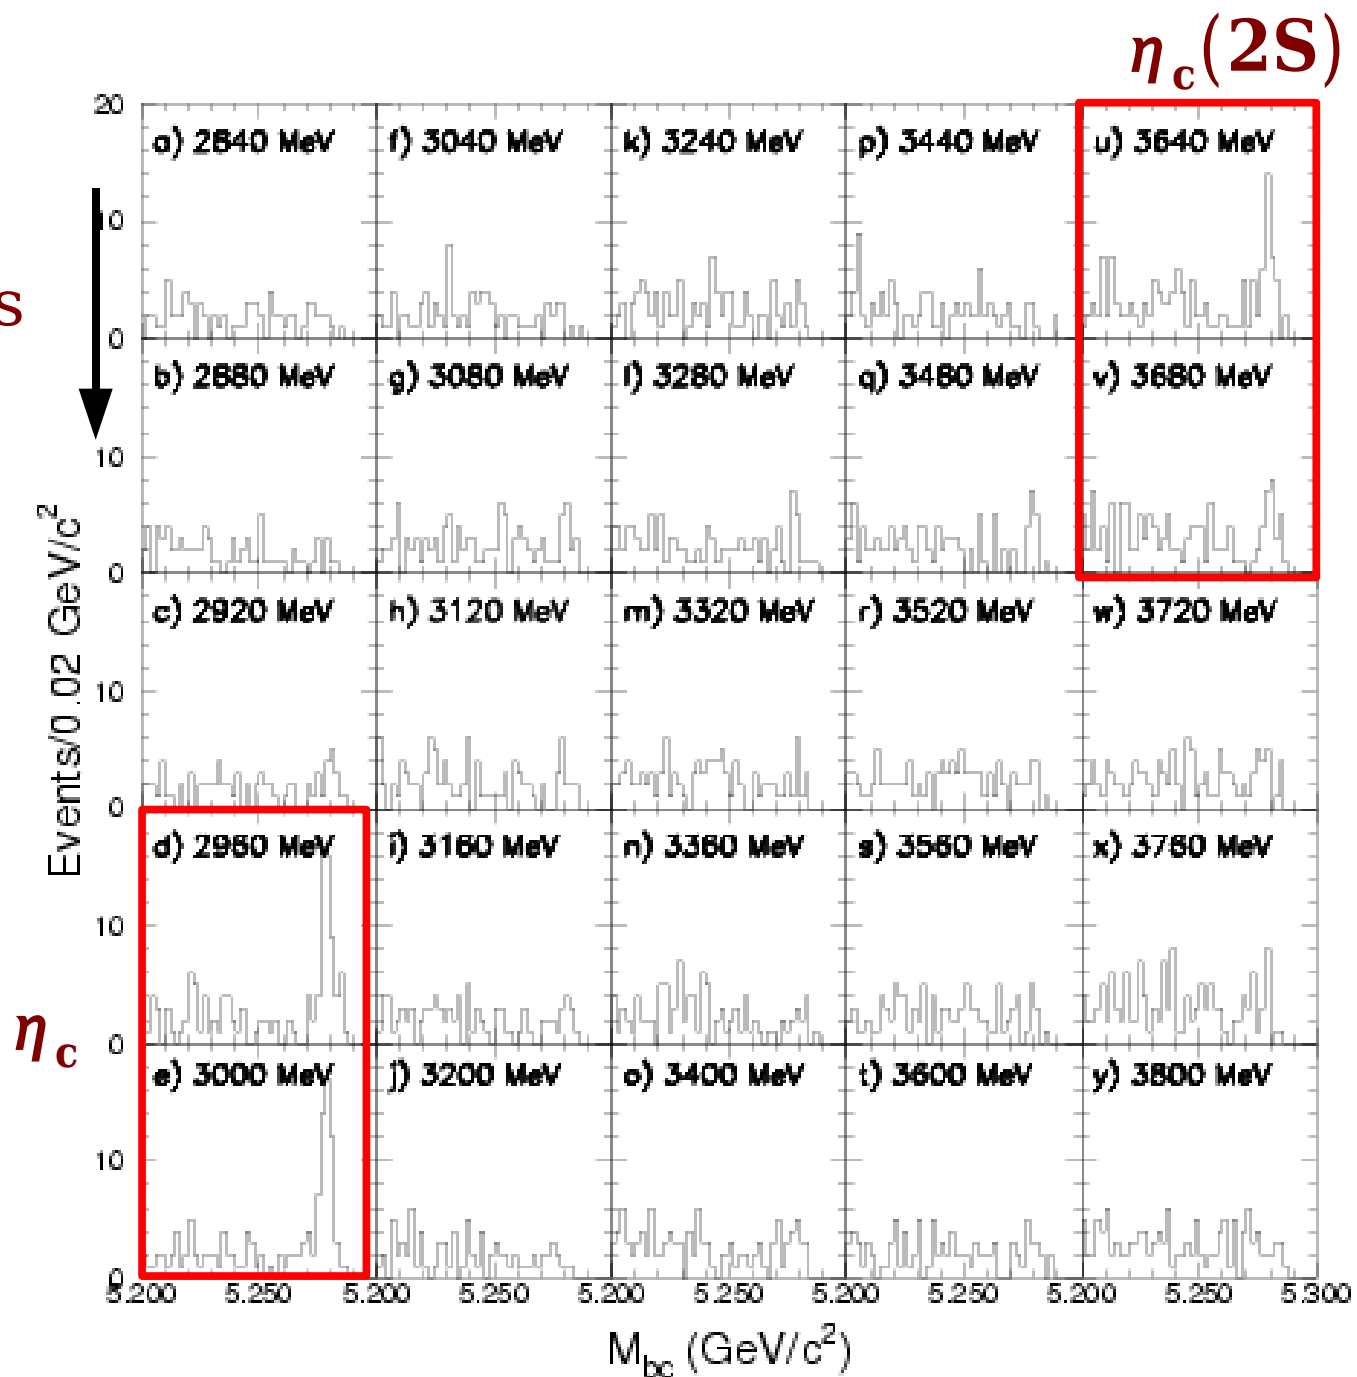 η c (2S)
20
a) 2840 MeV f) 3040 MeV k) 3240 MeV p) 3440 MeV u) 3640 MeV
10
s
0
b) 2880 MeV g) 3080 MeV l) 3280 MeV q) 3480 MeV v) 3680 MeV
10
0
c) 2920 MeV h) 3120 MeV m) 3320 MeV r) 3520 MeV w) 3720 MeV
10
0
d) 2960 MeV i) 3160 MeV n) 3360 MeV s) 3560 MeV x) 3760 MeV
10
η c
0
e) 3000 MeV j) 3200 MeV o) 3400 MeV t) 3600 MeV y) 3800 MeV
10
0
5.200 5.250 5.200 5.250 5.200 5.250 5.200 5.250 5.200 5.250 5.300
Events/0.02 GeV/c²
M_bc (GeV/c²)